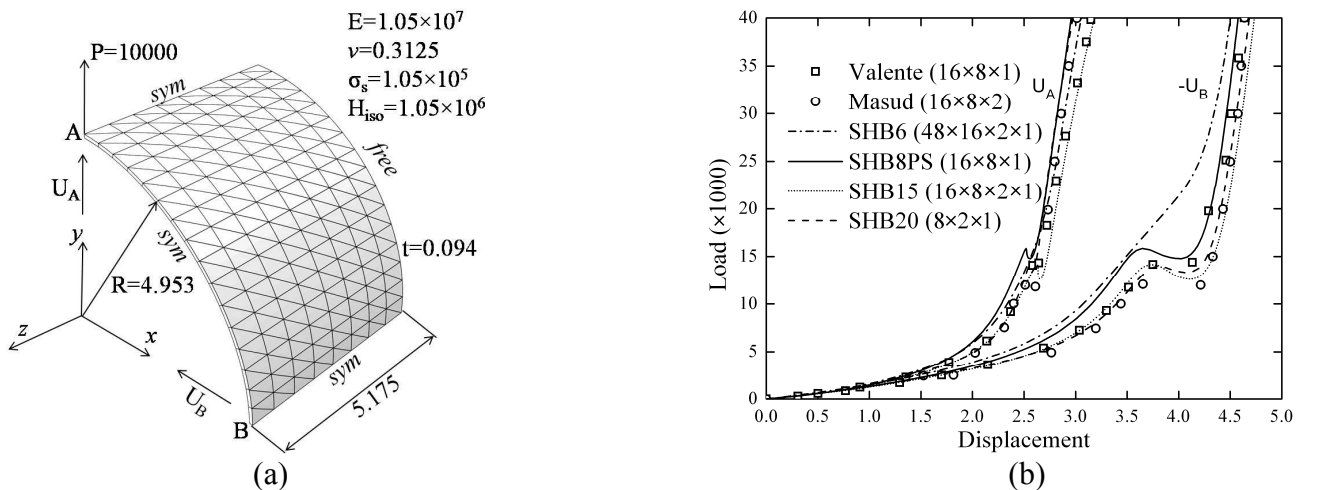 P=10000
E=1.05×10⁷
ν=0.3125
σₛ=1.05×10⁵
Hᵢₛₒ=1.05×10⁶
sym
A
free
U_A
y
sym
t=0.094
R=4.953
z
x
sym
U_B
5.175
B
(a)
Load (×1000)
40
35
30
25
20
15
10
5
0
Valente (16×8×1)
Masud (16×8×2)
SHB6 (48×16×2×1)
SHB8PS (16×8×1)
SHB15 (16×8×2×1)
SHB20 (8×2×1)
U_A
-U_B
0.0 0.5 1.0 1.5 2.0 2.5 3.0 3.5 4.0 4.5 5.0
Displacement
(b)